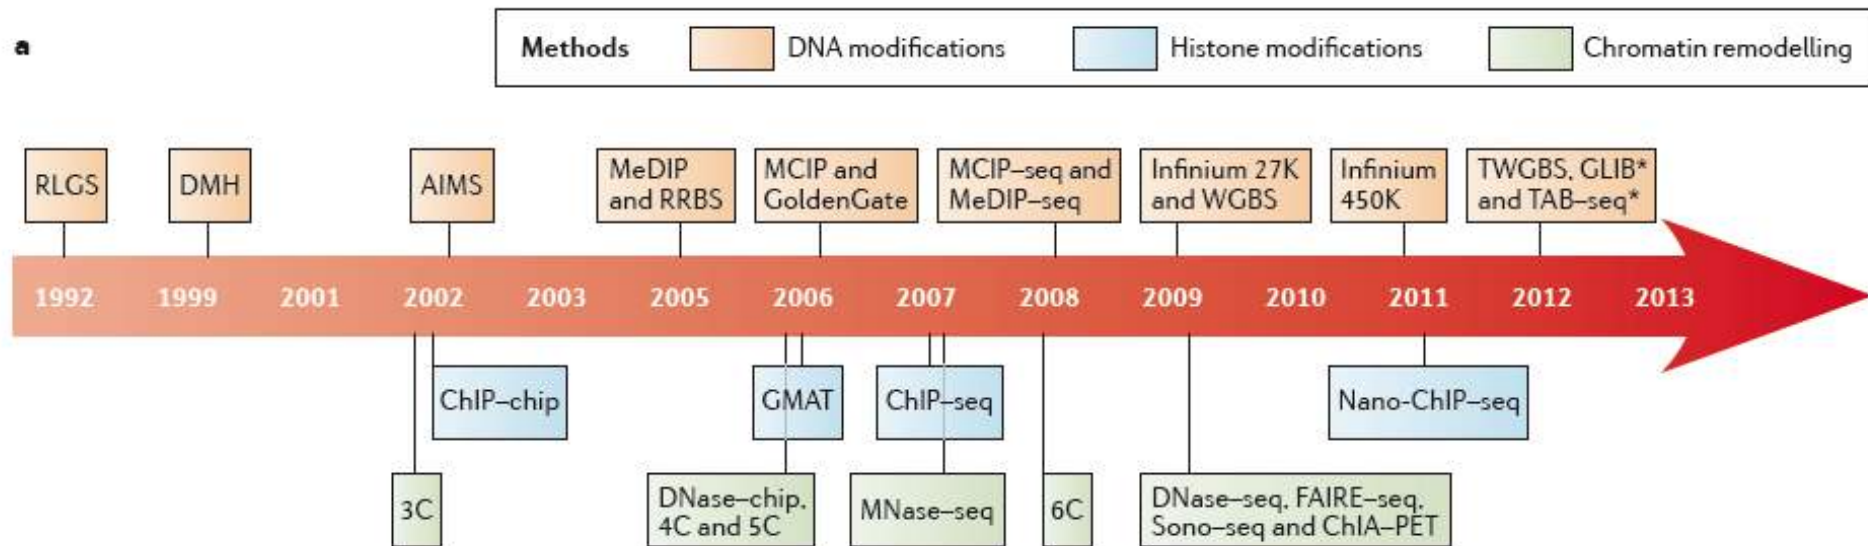 a
Methods DNA modifications Histone modifications Chromatin remodelling
RLGS
DMH
AIMS
MeDIP
and RRBS
MCIP and
GoldenGate
MCIP–seq and
MeDIP–seq
Infinium 27K
and WGBS
Infinium
450K
TWGBS, GLIB*
and TAB–seq*
1992 1999 2001 2002 2003 2005 2006 2007 2008 2009 2010 2011 2012 2013
ChIP–chip
GMAT
ChIP–seq
Nano-ChIP–seq
3C
DNase–chip,
4C and 5C
MNase–seq
6C
DNase–seq, FAIRE–seq,
Sono–seq and ChIA–PET